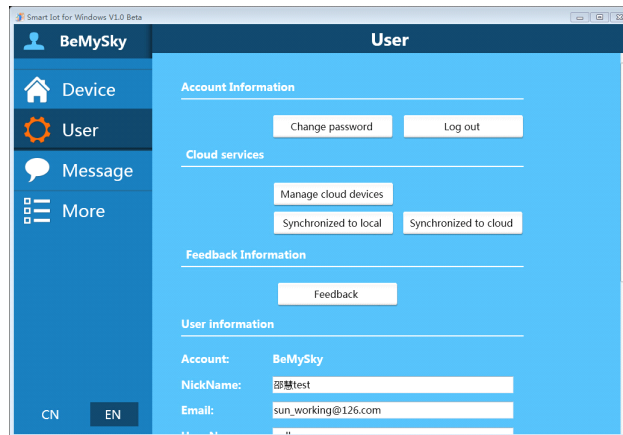 Smart Iot for Windows V1.0 Beta
BeMySky
User
Device
User
Message
More
CN EN
Account Information
Change password Log out
Cloud services
Manage cloud devices
Synchronized to local Synchronized to cloud
Feedback Information
Feedback
User information
Account: BeMySky
NickName: 邵慧test
Email: sun_working@126.com